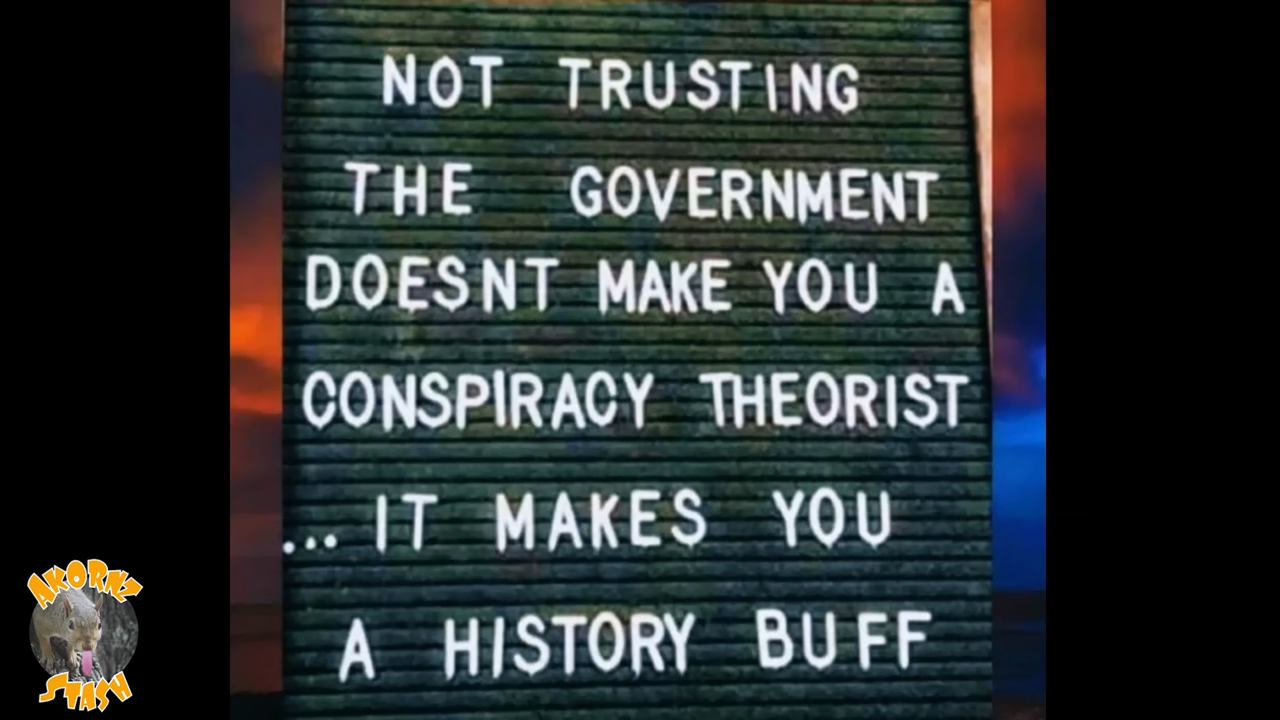 NOT TRUSTING
THE GOVERNMENT
DOESNT MAKE YOU A
CONSPIRACY THEORIST
...IT MAKES YOU
A HISTORY BUFF
AKORNZ
STASH